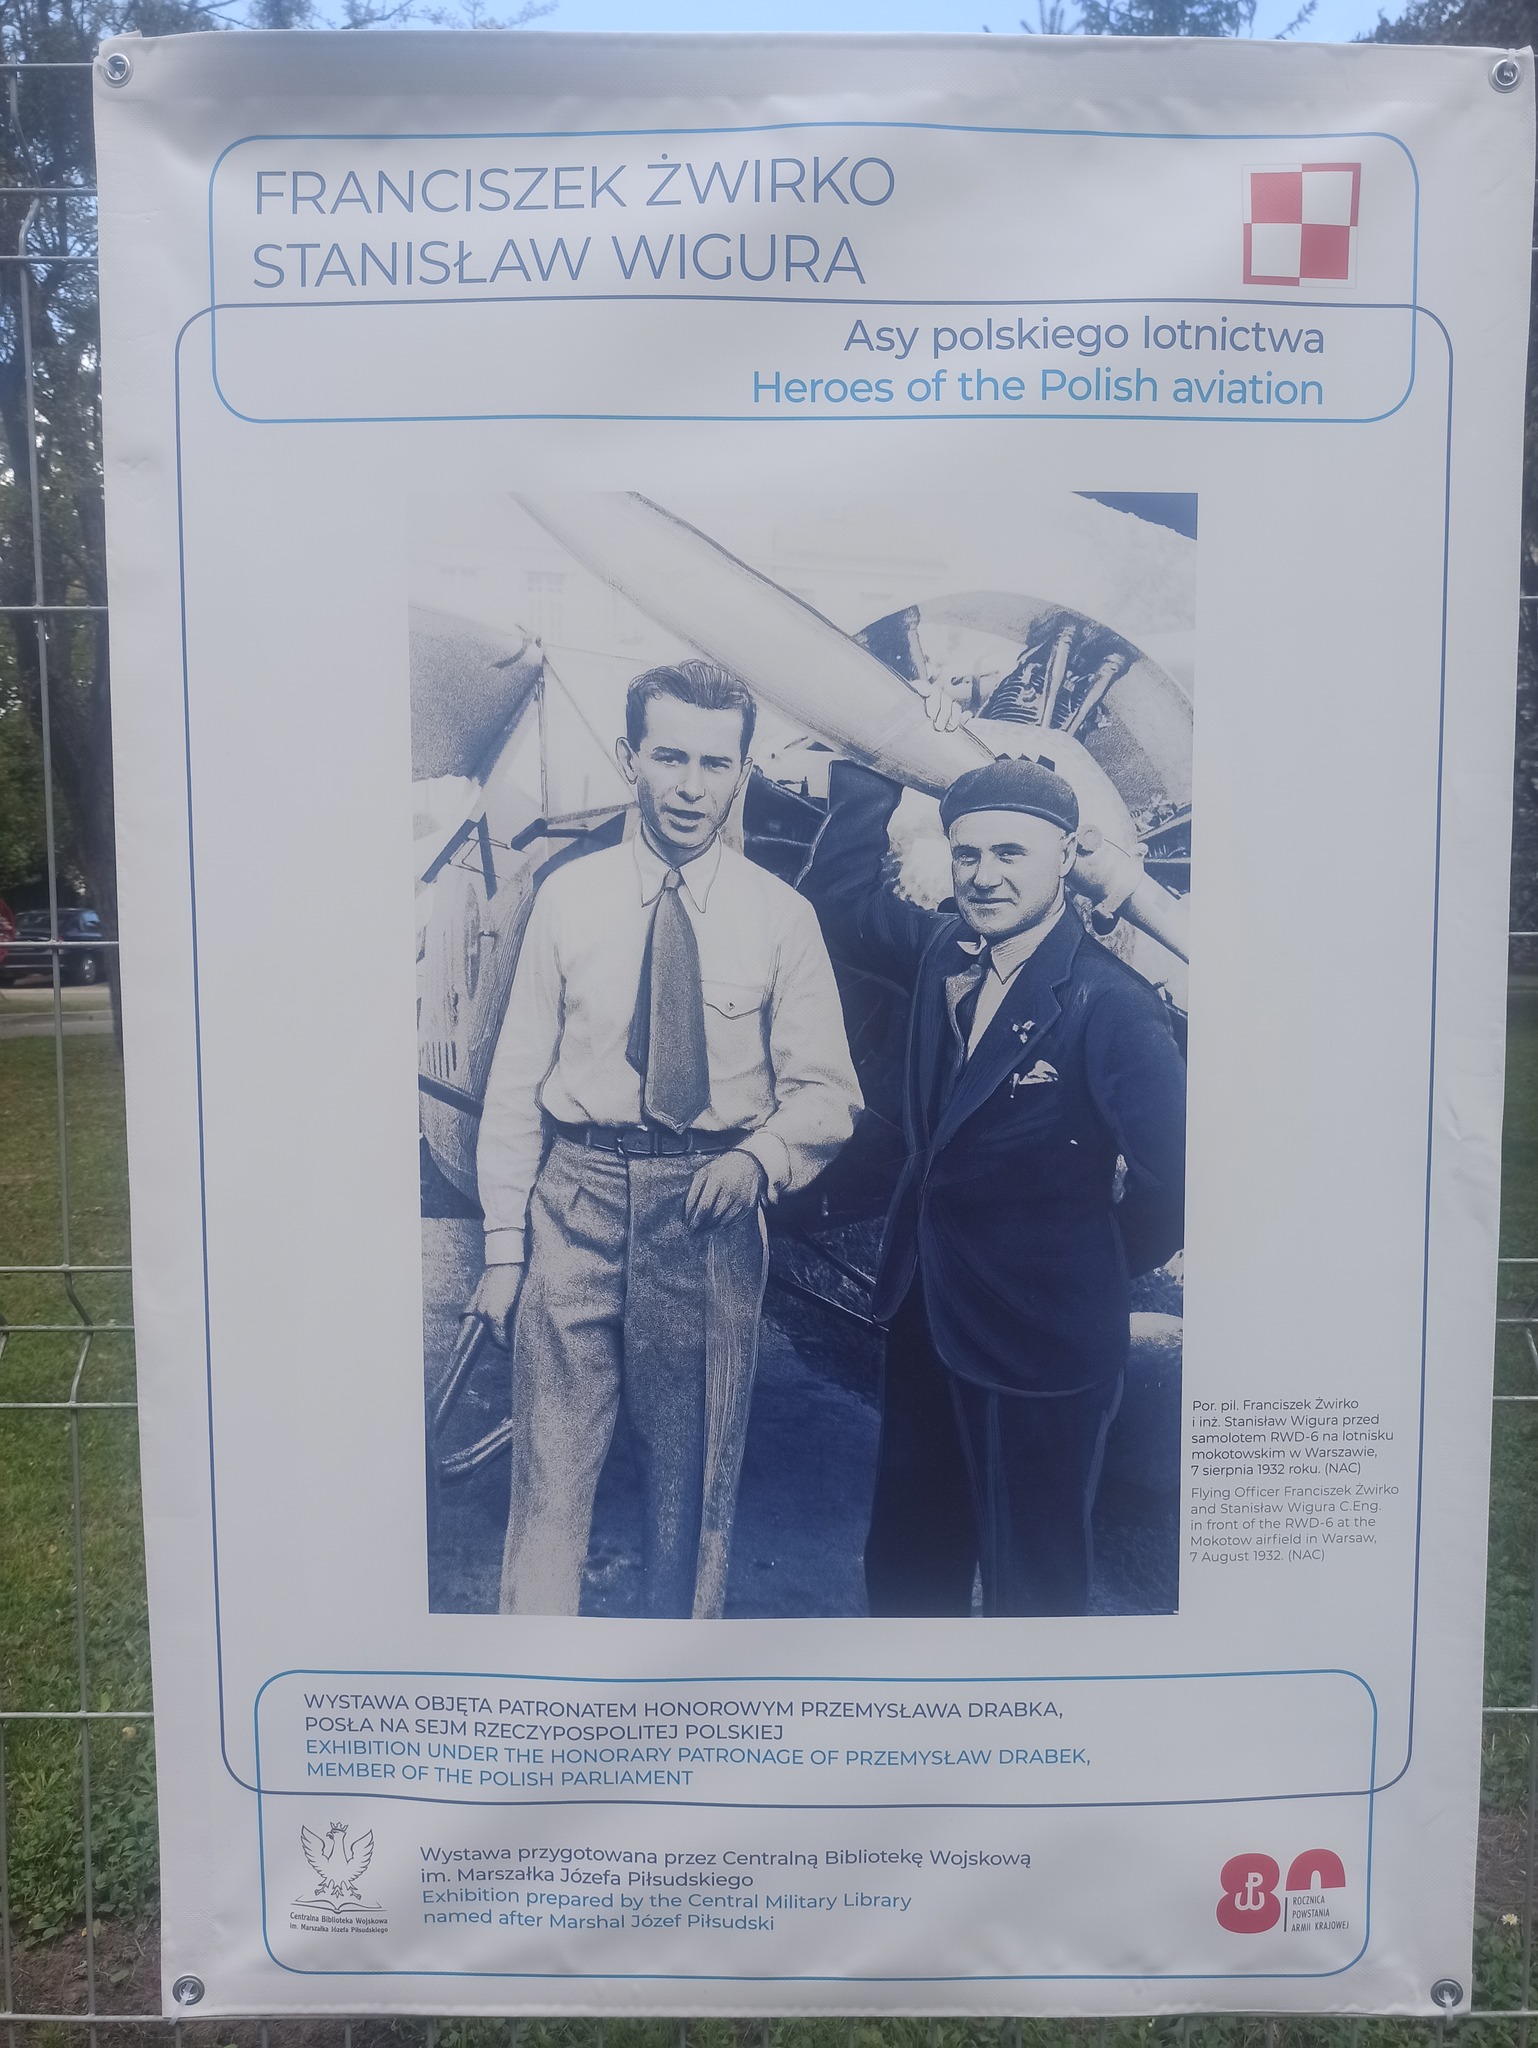 FRANCISZEK ŻWIRKO
STANISŁAW WIGURA
Asy polskiego lotnictwa
Heroes of the Polish aviation
Por. pil. Franciszek Żwirko
i inż. Stanisław Wigura przed
samolotem RWD-6 na lotnisku
mokotowskim w Warszawie,
7 sierpnia 1932 roku. (NAC)
Flying Officer Franciszek Żwirko
and Stanisław Wigura C.Eng.
in front of the RWD-6 at the
Mokotow airfield in Warsaw,
7 August 1932. (NAC)
WYSTAWA OBJĘTA PATRONATEM HONOROWYM PRZEMYSŁAWA DRABKA,
POSŁA NA SEJM RZECZYPOSPOLITEJ POLSKIEJ
EXHIBITION UNDER THE HONORARY PATRONAGE OF PRZEMYSŁAW DRABEK,
MEMBER OF THE POLISH PARLIAMENT
Centralna Biblioteka Wojskowa
im. Marszałka Józefa Piłsudskiego
Wystawa przygotowana przez Centralną Bibliotekę Wojskową
im. Marszałka Józefa Piłsudskiego
Exhibition prepared by the Central Military Library
named after Marshal Józef Piłsudski
80
ROCZNICA
POWSTANIA
ARMII KRAJOWEJ